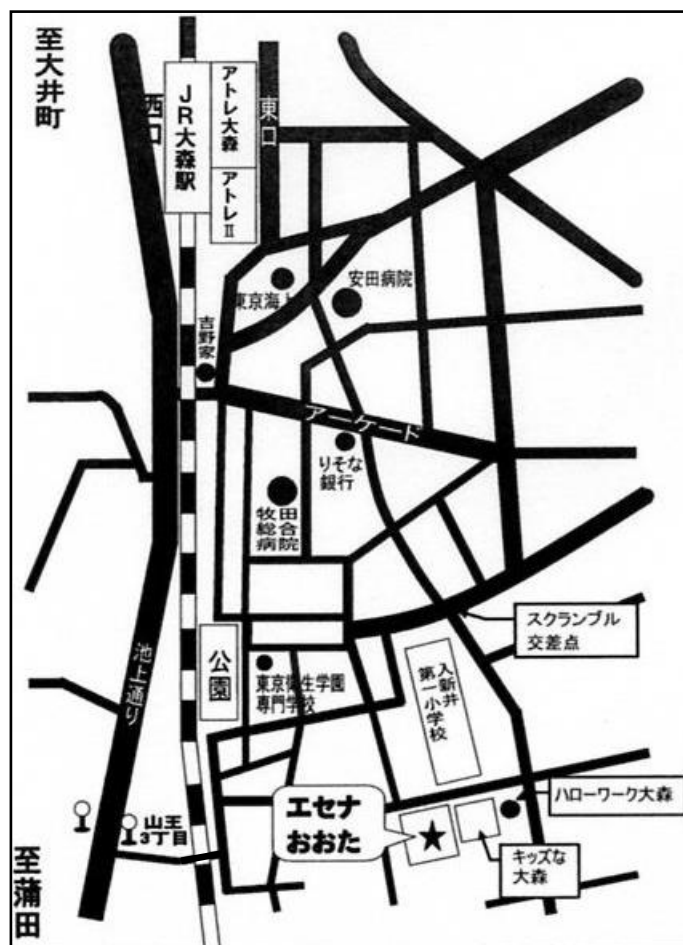 至大井町
西口
JR大森駅
アトレ大森
アトレⅡ
東口
東京海上
安田病院
吉野家
アーケード
りそな
銀行
牧田
総合
病院
スクランブル
交差点
公園
池上通り
東京衛生学園
専門学校
入新井
第一小学校
エセナ
おおた
ハローワーク大森
キッズな
大森
山王
3丁目
至蒲田